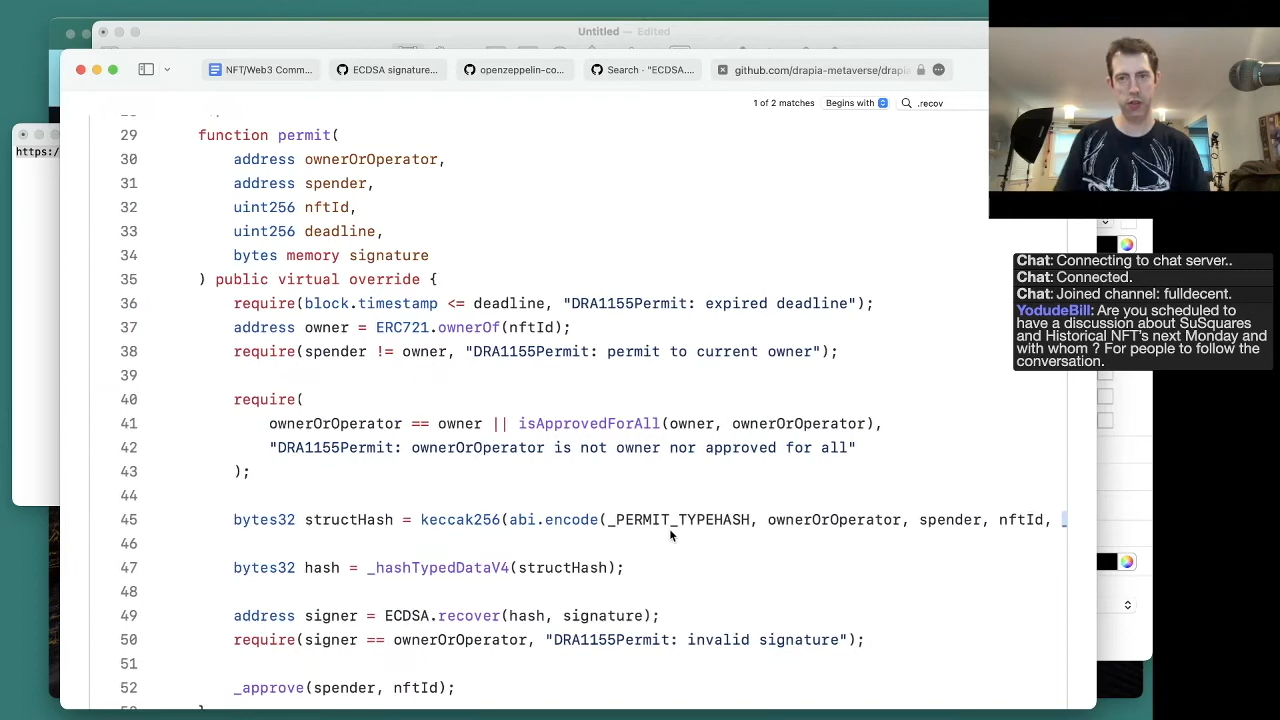 Untitled — Edited
NFT/Web3 Comm...
ECDSA signature...
openzeppelin-co...
Search · "ECDSA....
github.com/drapia-metaverse/drapia
1 of 2 matches
Begins with
.recov
https:/
29 function permit(
30 address ownerOrOperator,
31 address spender,
32 uint256 nftId,
33 uint256 deadline,
34 bytes memory signature
35 ) public virtual override {
36 require(block.timestamp <= deadline, "DRA1155Permit: expired deadline");
37 address owner = ERC721.ownerOf(nftId);
38 require(spender != owner, "DRA1155Permit: permit to current owner");
39
40 require(
41 ownerOrOperator == owner || isApprovedForAll(owner, ownerOrOperator),
42 "DRA1155Permit: ownerOrOperator is not owner nor approved for all"
43 );
44
45 bytes32 structHash = keccak256(abi.encode(_PERMIT_TYPEHASH, ownerOrOperator, spender, nftId, _
46
47 bytes32 hash = _hashTypedDataV4(structHash);
48
49 address signer = ECDSA.recover(hash, signature);
50 require(signer == ownerOrOperator, "DRA1155Permit: invalid signature");
51
52 _approve(spender, nftId);
Chat: Connecting to chat server..
Chat: Connected.
Chat: Joined channel: fulldecent.
YodudeBill: Are you scheduled to
have a discussion about SuSquares
and Historical NFT's next Monday and
with whom ? For people to follow the
conversation.